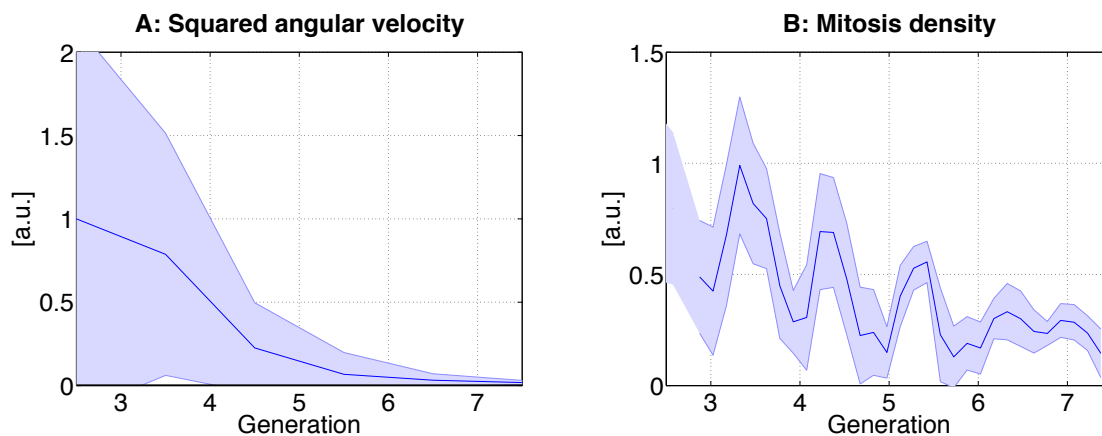 A: Squared angular velocity
2
1.5
1
0.5
0
[a.u.]
3 4 5 6 7
Generation
B: Mitosis density
1.5
1
0.5
0
[a.u.]
3 4 5 6 7
Generation